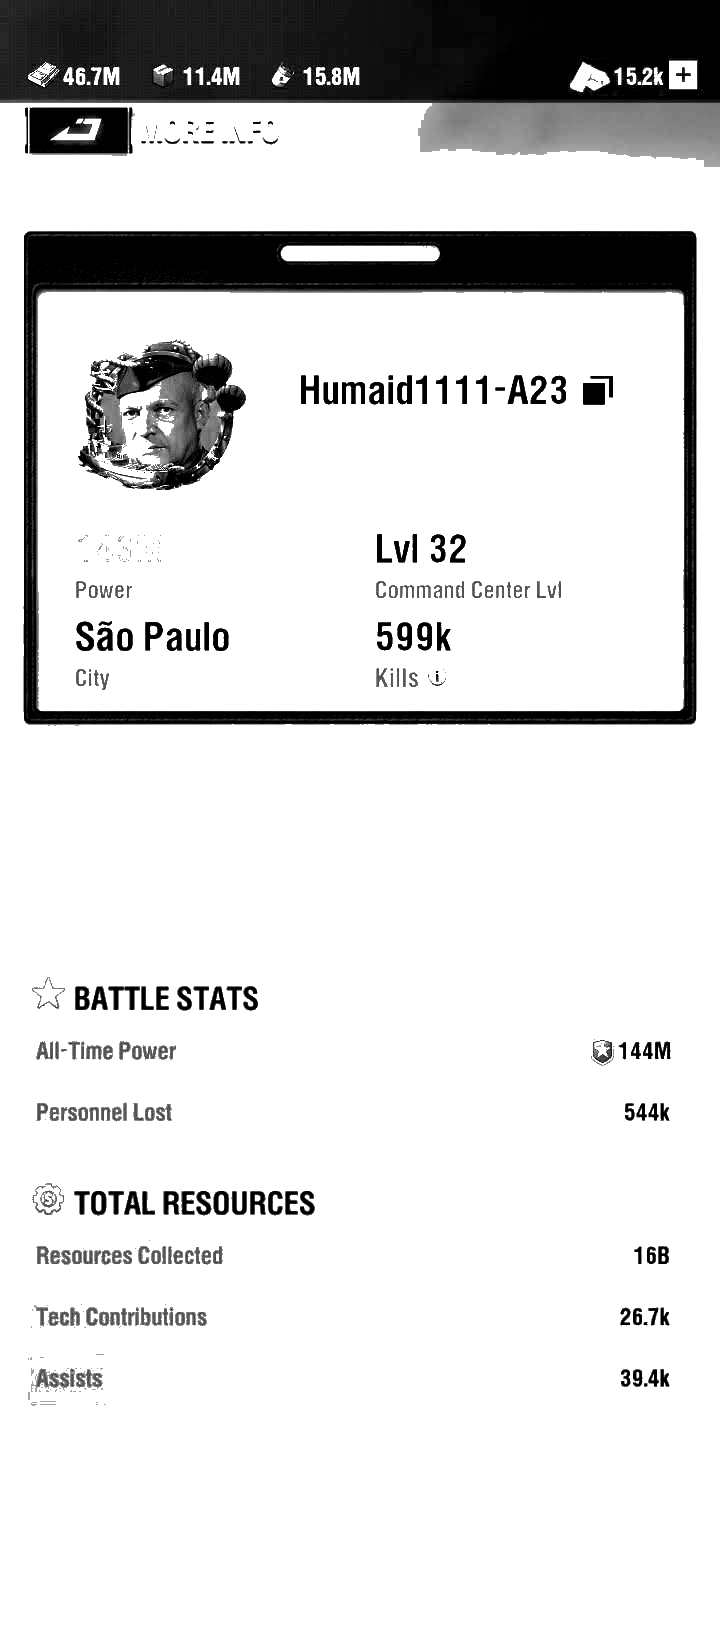 46.7M 11.4M 15.8M 15.2k +
MORE INFO
Humaid1111-A23
Lvl 32
Power Command Center Lvl
São Paulo 599k
City Kills
BATTLE STATS
All-Time Power 144M
Personnel Lost 544k
TOTAL RESOURCES
Resources Collected 16B
Tech Contributions 26.7k
Assists 39.4k